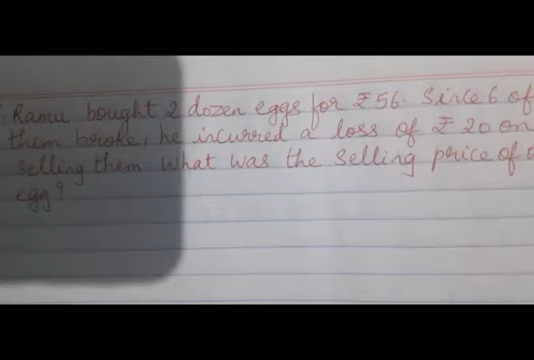 Ramu bought 2 dozen eggs for ₹56. Since 6 of
them broke, he incurred a loss of ₹ 20 on
selling them what was the selling price of
egg?